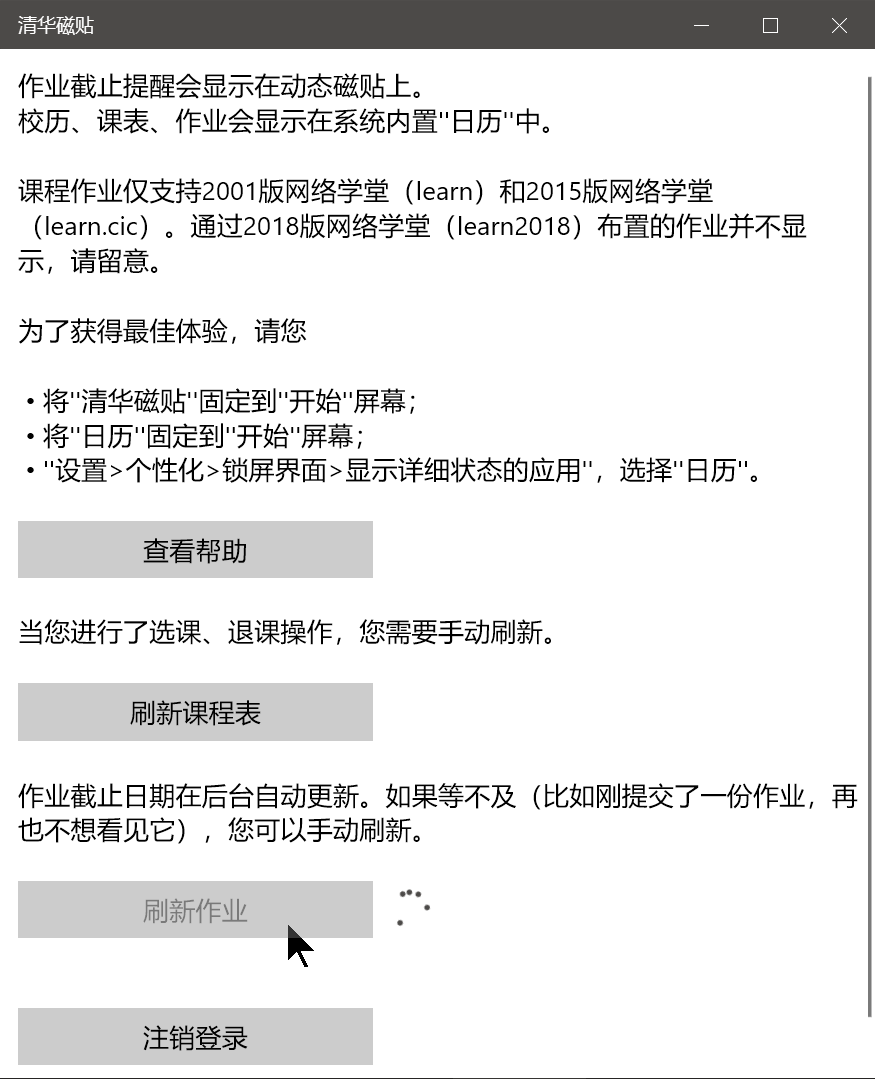 清华磁贴
作业截止提醒会显示在动态磁贴上。
校历、课表、作业会显示在系统内置"日历"中。
课程作业仅支持2001版网络学堂（learn）和2015版网络学堂
（learn.cic）。通过2018版网络学堂（learn2018）布置的作业并不显
示，请留意。
为了获得最佳体验，请您
• 将"清华磁贴"固定到"开始"屏幕；
• 将"日历"固定到"开始"屏幕；
• "设置>个性化>锁屏界面>显示详细状态的应用"，选择"日历"。
查看帮助
当您进行了选课、退课操作，您需要手动刷新。
刷新课程表
作业截止日期在后台自动更新。如果等不及（比如刚提交了一份作业，再
也不想看见它），您可以手动刷新。
刷新作业
注销登录